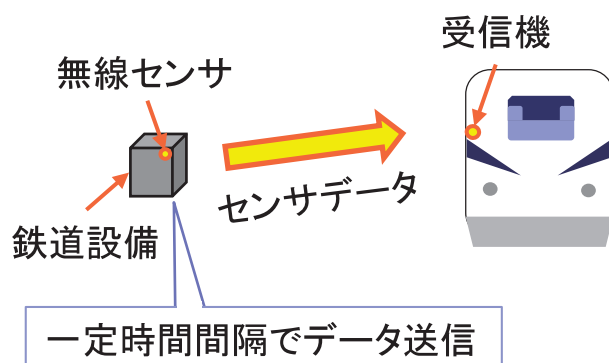 受信機
無線センサ
センサデータ
鉄道設備
一定時間間隔でデータ送信